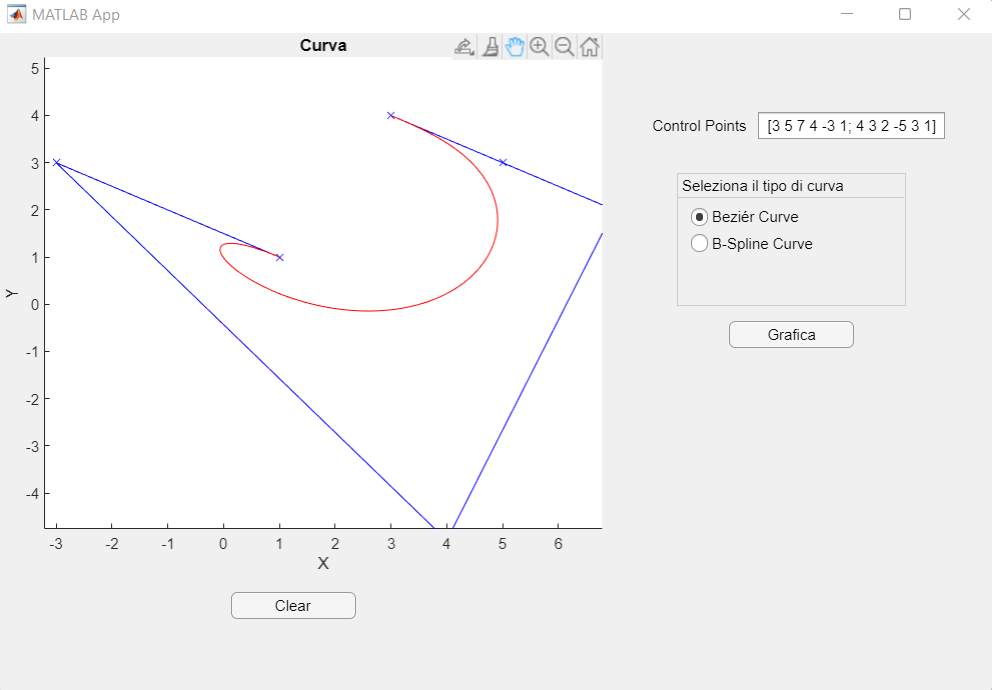 MATLAB App
Curva
5
4
3
2
1
0
-1
-2
-3
-4
Y
-3 -2 -1 0 1 2 3 4 5 6
X
Clear
Control Points [3 5 7 4 -3 1; 4 3 2 -5 3 1]
Seleziona il tipo di curva
Beziér Curve
B-Spline Curve
Grafica